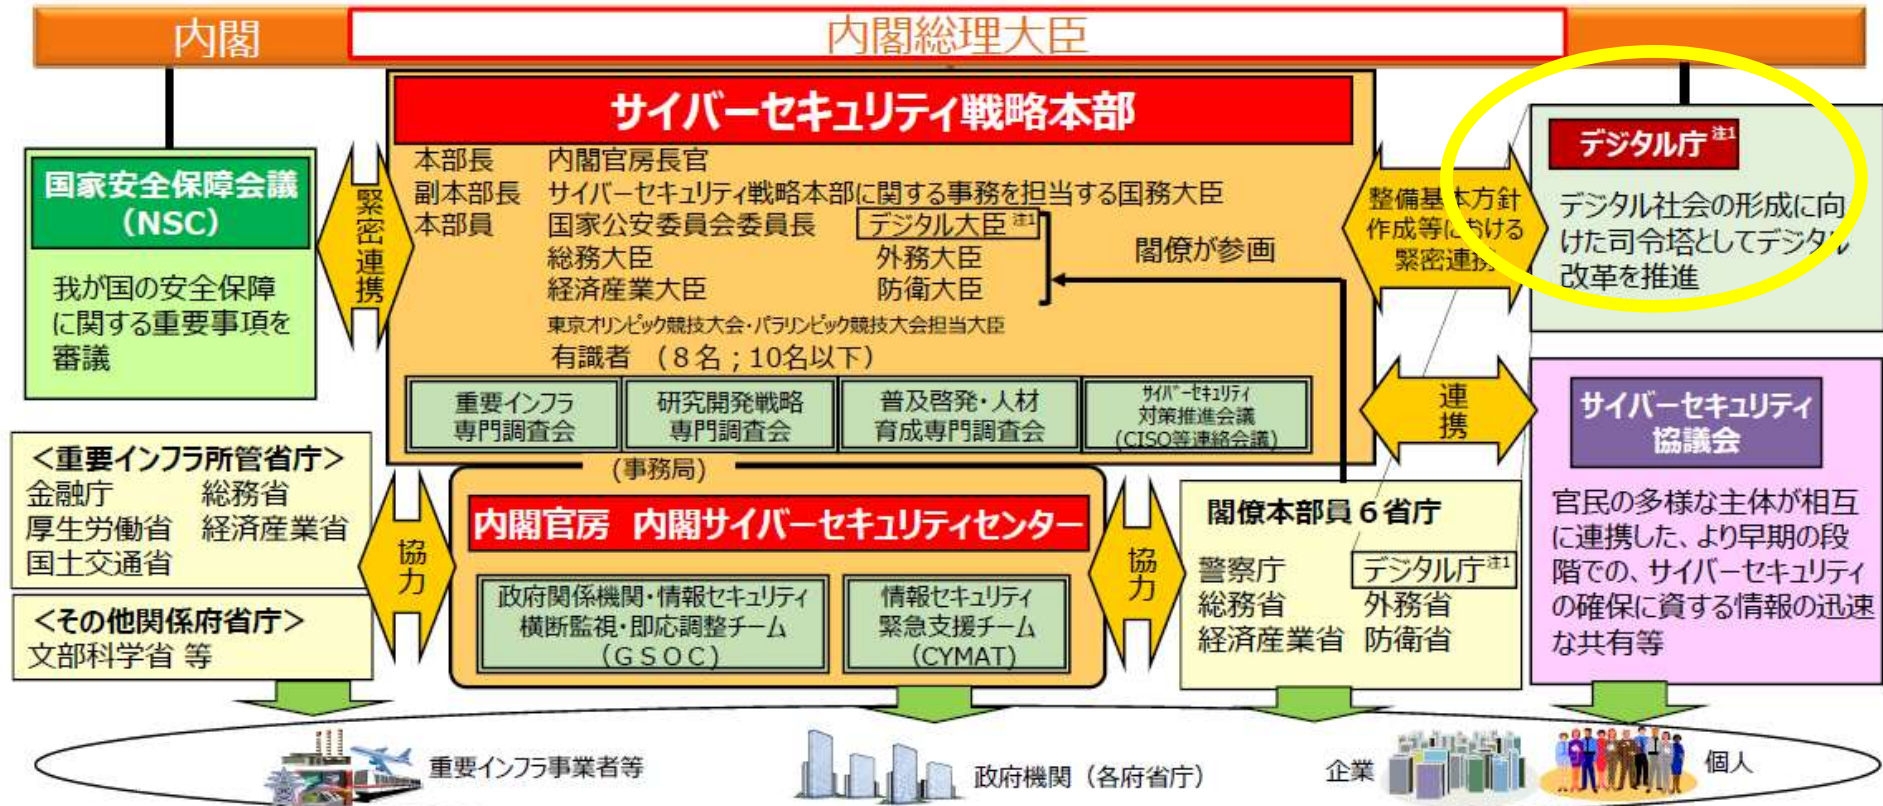 内閣
内閣総理大臣
国家安全保障会議
（NSC）
我が国の安全保障
に関する重要事項を
審議
緊密連携
サイバーセキュリティ戦略本部
本部長 内閣官房長官
副本部長 サイバーセキュリティ戦略本部に関する事務を担当する国務大臣
本部員 国家公安委員会委員長 デジタル大臣 注1
総務大臣 外務大臣
経済産業大臣 防衛大臣
閣僚が参画
東京オリンピック競技大会・パラリンピック競技大会担当大臣
有識者 （８名；10名以下）
重要インフラ
専門調査会
研究開発戦略
専門調査会
普及啓発・人材
育成専門調査会
サイバーセキュリティ
対策推進会議
(CISO等連絡会議)
整備基本方針
作成等における
緊密連携
デジタル庁 注1
デジタル社会の形成に向
けた司令塔としてデジタル
改革を推進
連携
サイバーセキュリティ
協議会
官民の多様な主体が相互
に連携した、より早期の段
階での、サイバーセキュリティ
の確保に資する情報の迅速
な共有等
＜重要インフラ所管省庁＞
金融庁 総務省
厚生労働省 経済産業省
国土交通省
＜その他関係府省庁＞
文部科学省 等
協力
(事務局)
内閣官房 内閣サイバーセキュリティセンター
政府関係機関・情報セキュリティ
横断監視・即応調整チーム
（ＧＳＯＣ）
情報セキュリティ
緊急支援チーム
（CYMAT）
協力
閣僚本部員６省庁
警察庁 デジタル庁 注1
総務省 外務省
経済産業省 防衛省
重要インフラ事業者等
政府機関（各府省庁）
企業
個人